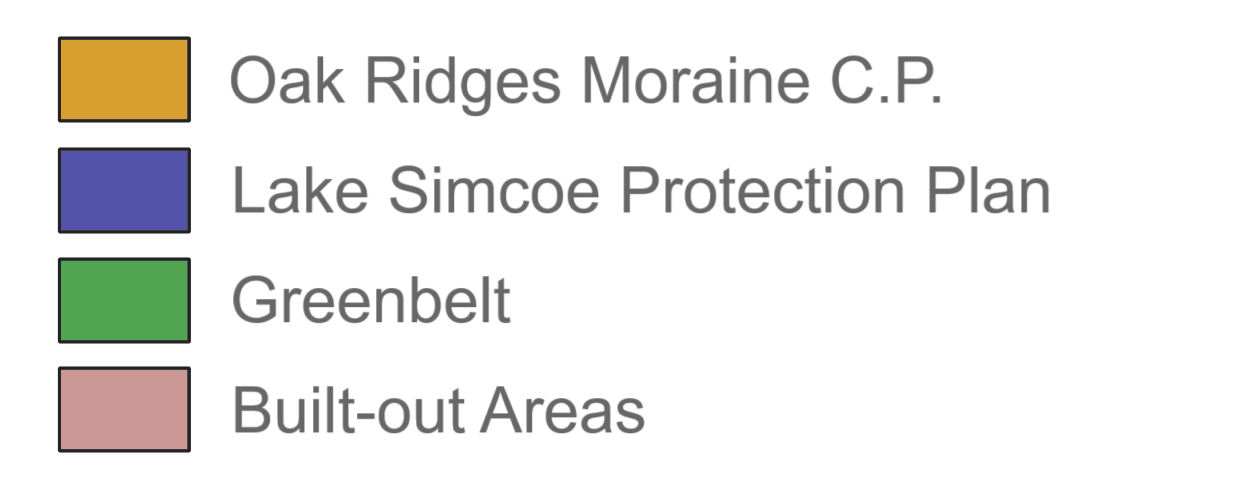 Oak Ridges Moraine C.P.
Lake Simcoe Protection Plan
Greenbelt
Built-out Areas